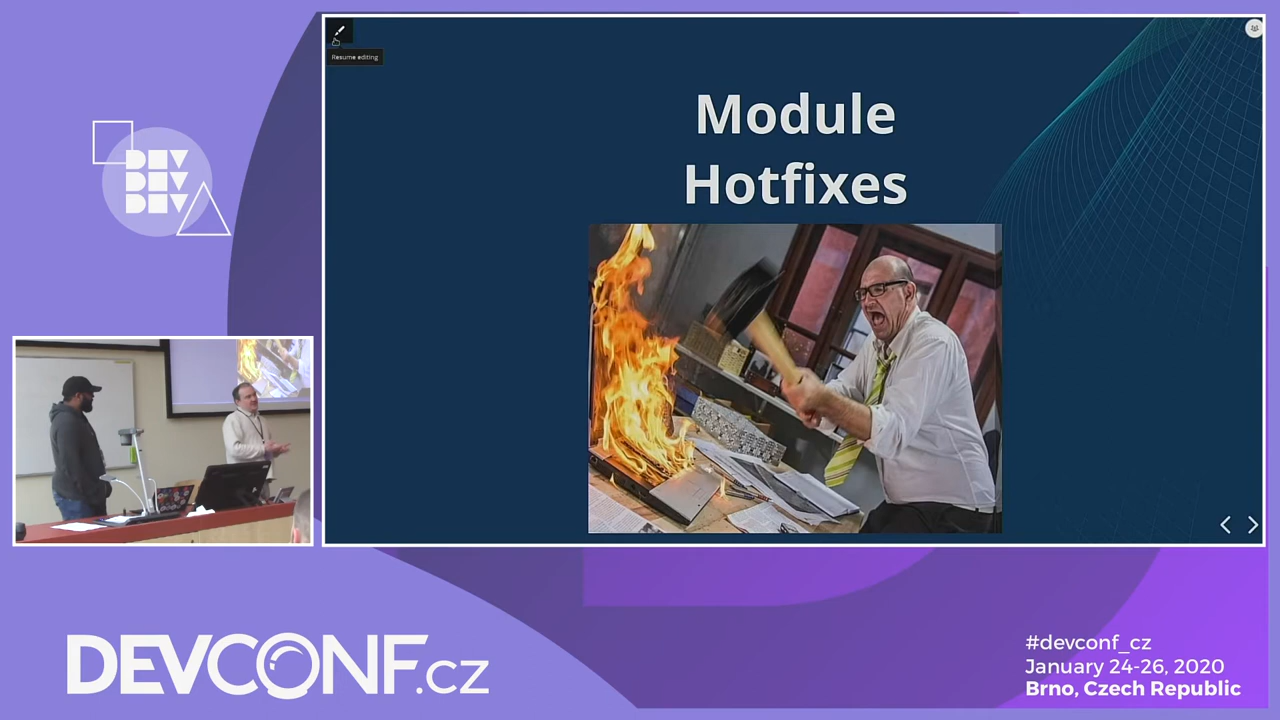 Resume editing
Module
Hotfixes
DEV
DEV
DEV
DEVCONF.cz
#devconf_cz
January 24-26, 2020
Brno, Czech Republic